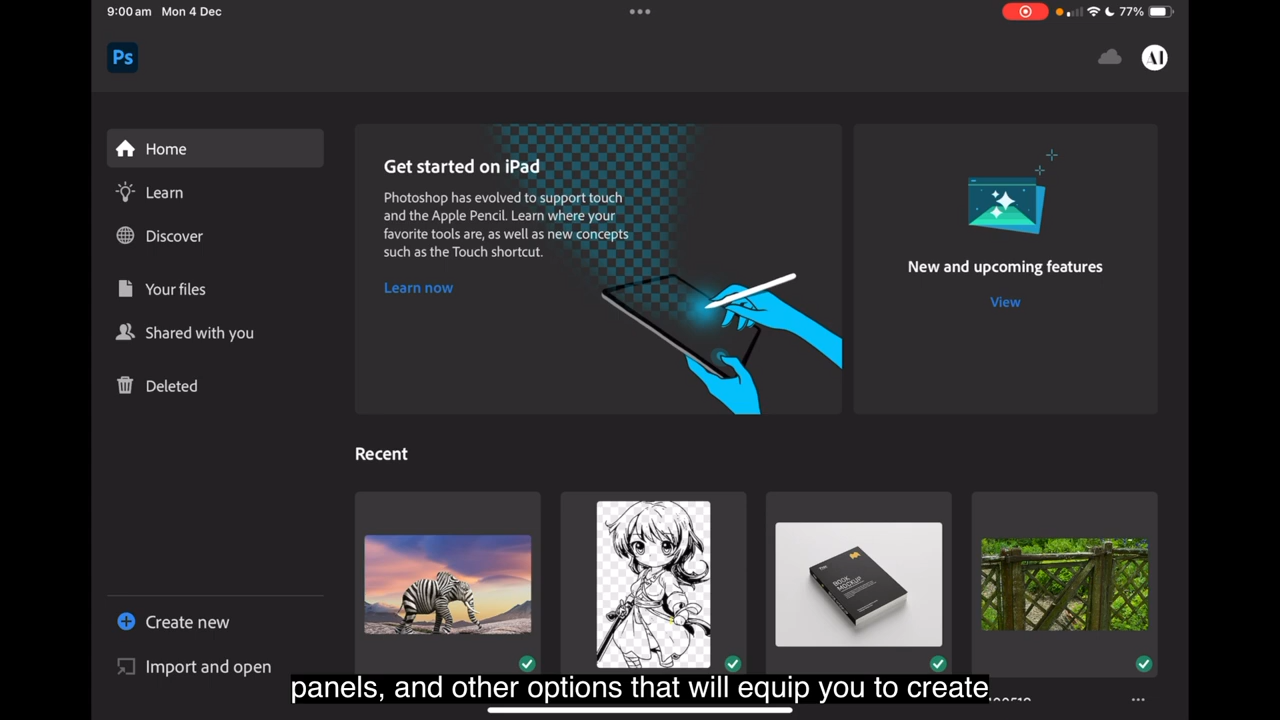 9:00 am Mon 4 Dec
77%
Ps
AI
Home
Learn
Discover
Your files
Shared with you
Deleted
Create new
Import and open
Get started on iPad
Photoshop has evolved to support touch
and the Apple Pencil. Learn where your
favorite tools are, as well as new concepts
such as the Touch shortcut.
Learn now
New and upcoming features
View
Recent
BOOK
MOCKUP
panels, and other options that will equip you to create